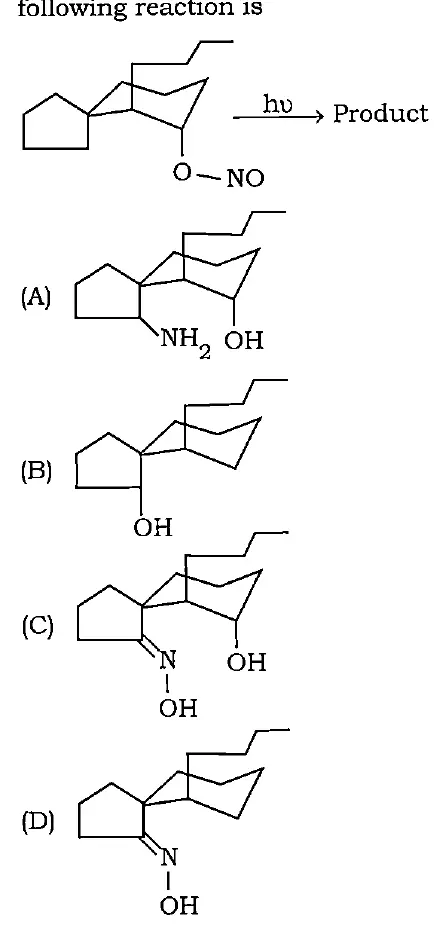 following reaction is
hυ
Product
O
NO
(A)
NH2 OH
(B)
OH
(C)
N
OH
OH
(D)
N
OH